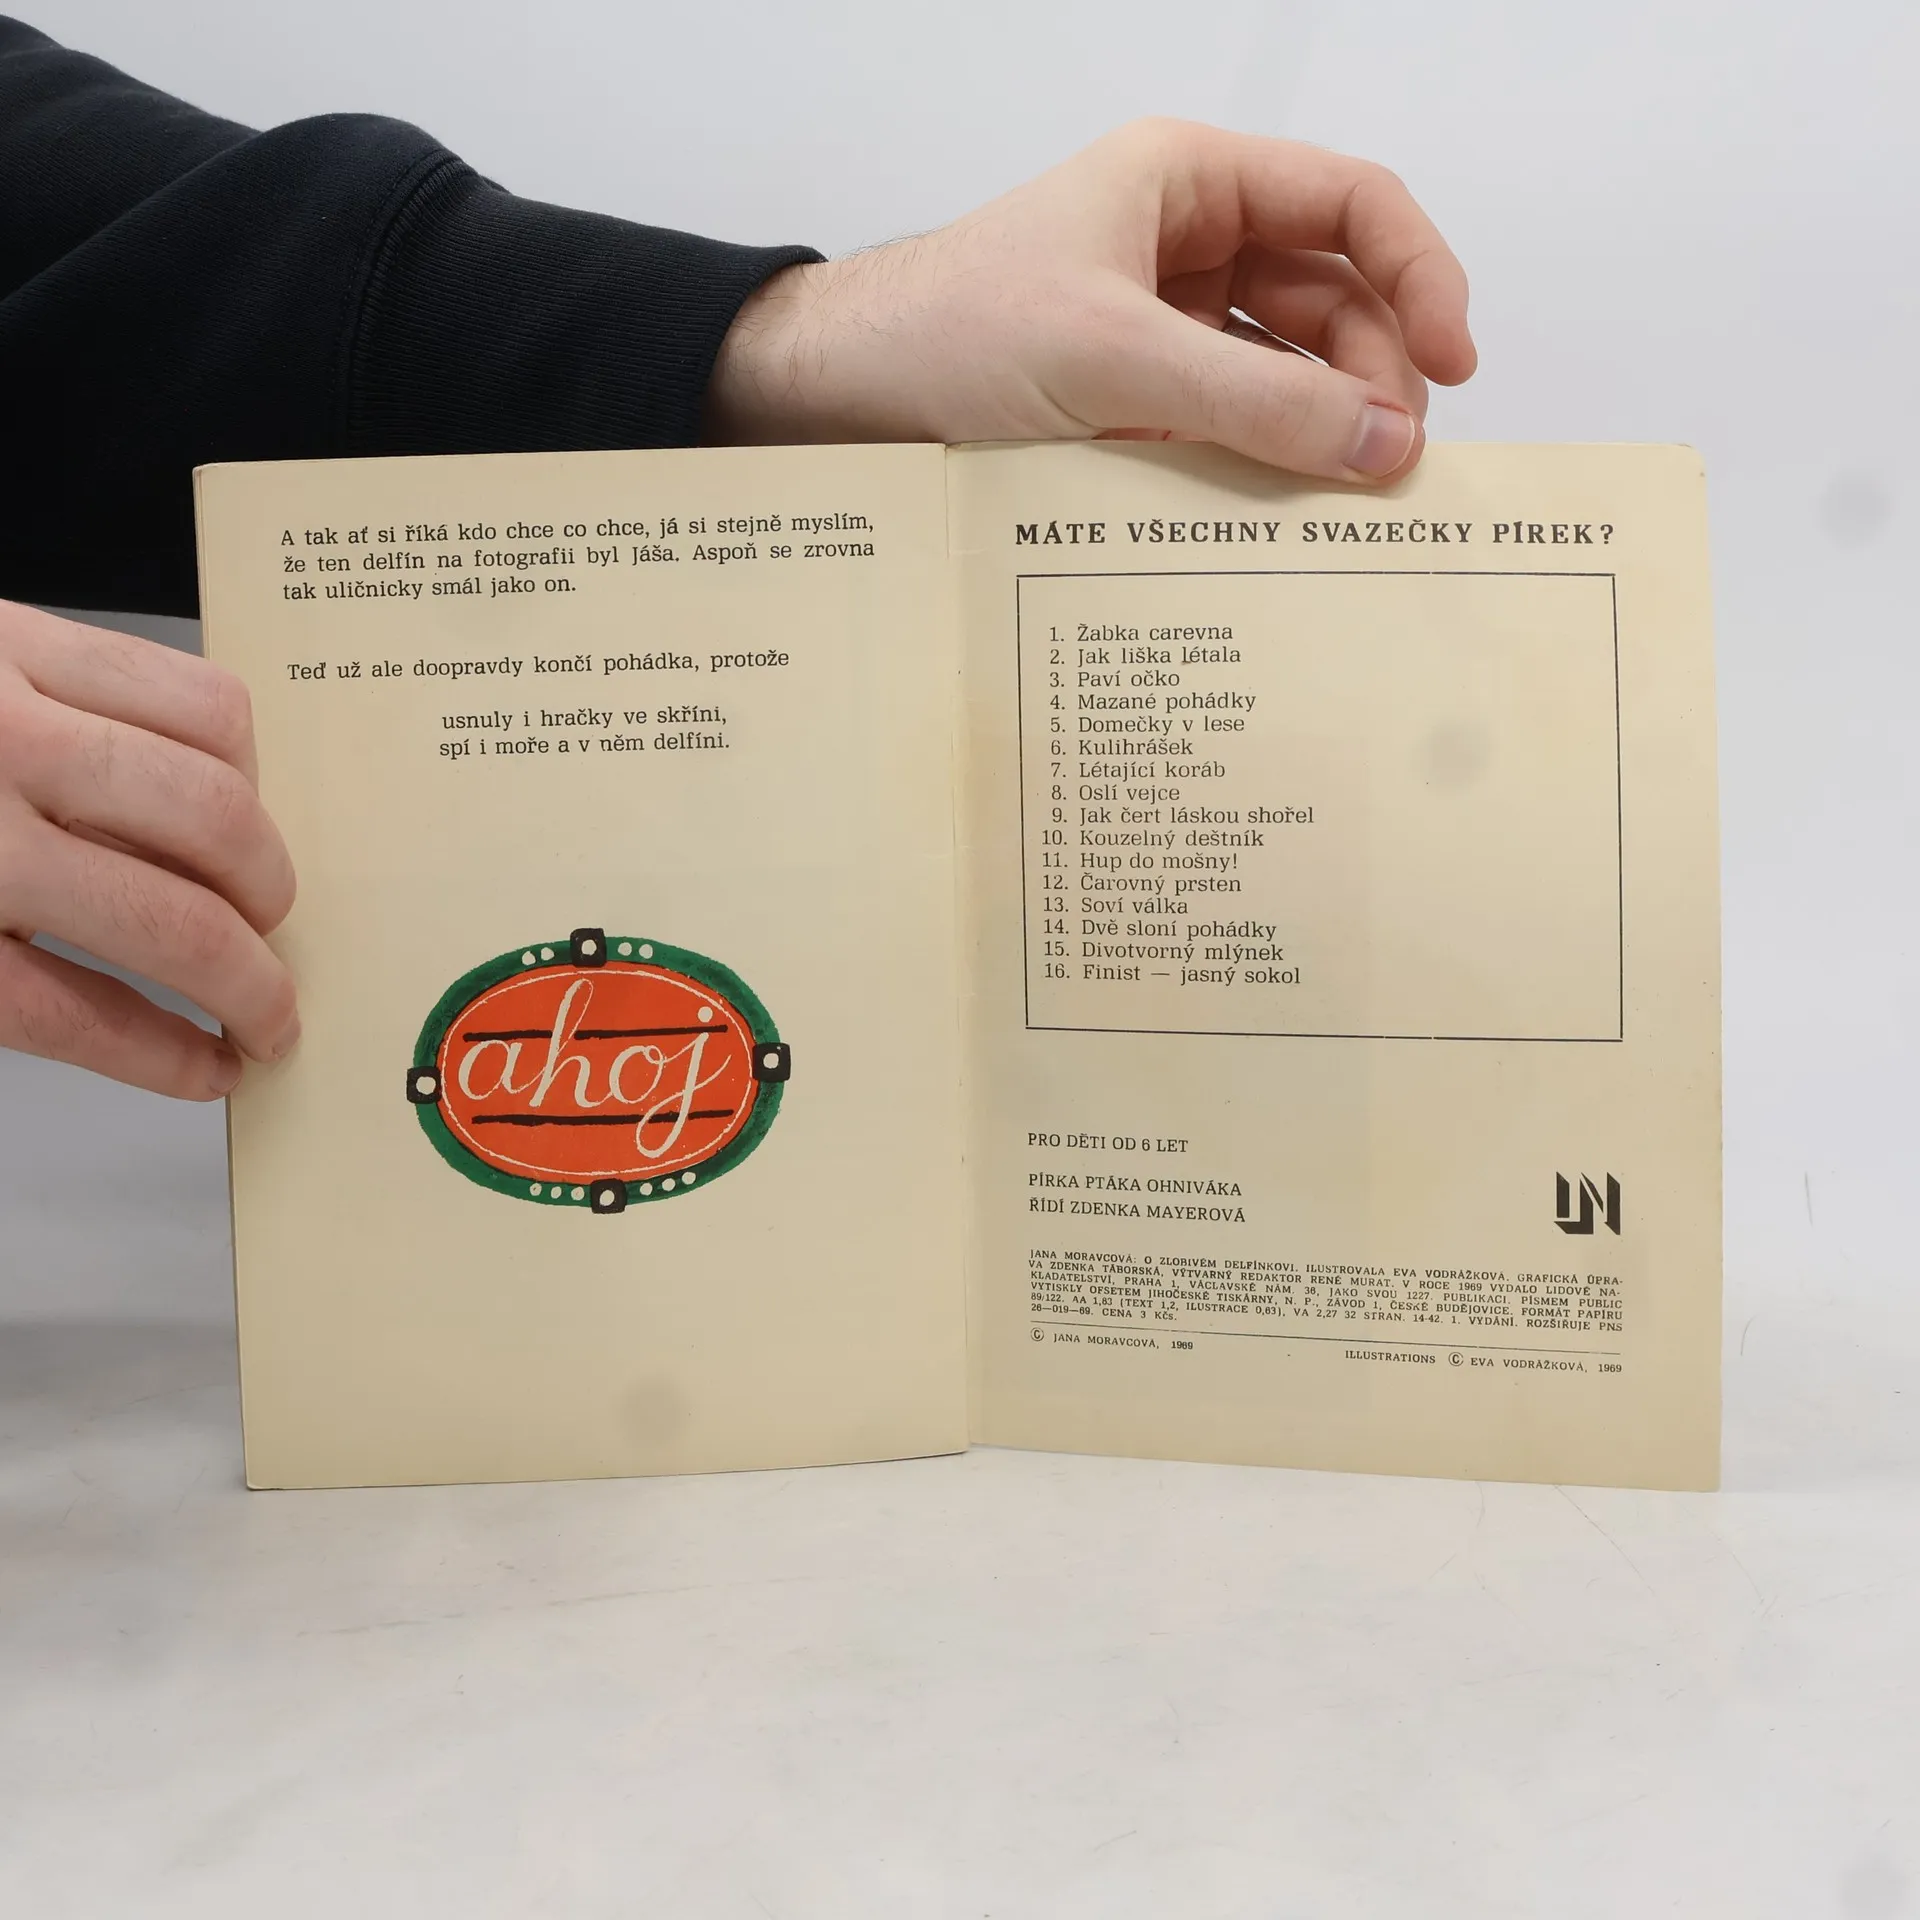 A tak ať si říká kdo chce co chce, já si stejně myslím,
že ten delfín na fotografii byl Jáša. Aspoň se zrovna
tak uličnicky smál jako on.
Teď už ale doopravdy končí pohádka, protože
usnuly i hračky ve skříni,
spí i moře a v něm delfíni.
ahoj
MÁTE VŠECHNY SVAZEČKY PÍREK?
1. Žabka carevna
2. Jak liška létala
3. Paví očko
4. Mazané pohádky
5. Domečky v lese
6. Kulihrášek
7. Létající koráb
8. Oslí vejce
9. Jak čert láskou shořel
10. Kouzelný deštník
11. Hup do mošny!
12. Čarovný prsten
13. Soví válka
14. Dvě sloní pohádky
15. Divotvorný mlýnek
16. Finist — jasný sokol
PRO DĚTI OD 6 LET
PÍRKA PTÁKA OHNIVÁKA
ŘÍDÍ ZDENKA MAYEROVÁ
LN
JANA MORAVCOVÁ: O ZLOBIVÉM DELFÍNKOVI. ILUSTROVALA EVA VODRÁŽKOVÁ. GRAFICKÁ ÚPRA-
VA ZDENKA TÁBORSKÁ, VÝTVARNÝ REDAKTOR RENÉ MURAT. V ROCE 1969 VYDALO LIDOVÉ NA-
KLADATELSTVÍ, PRAHA 1, VÁCLAVSKÉ NÁM. 36, JAKO SVOU 1227. PUBLIKACI. PÍSMEM PUBLIC
VYTISKLY OFSETEM JIHOČESKÉ TISKÁRNY, N. P., ZÁVOD 1, ČESKÉ BUDĚJOVICE. FORMÁT PAPÍRU
89/122. AA 1,83 (TEXT 1,2, ILUSTRACE 0,63), VA 2,27 32 STRAN. 14-42. 1. VYDÁNÍ. ROZŠIŘUJE PNS
26—019—69. CENA 3 KČs.
© JANA MORAVCOVÁ, 1969
ILLUSTRATIONS © EVA VODRÁŽKOVÁ, 1969